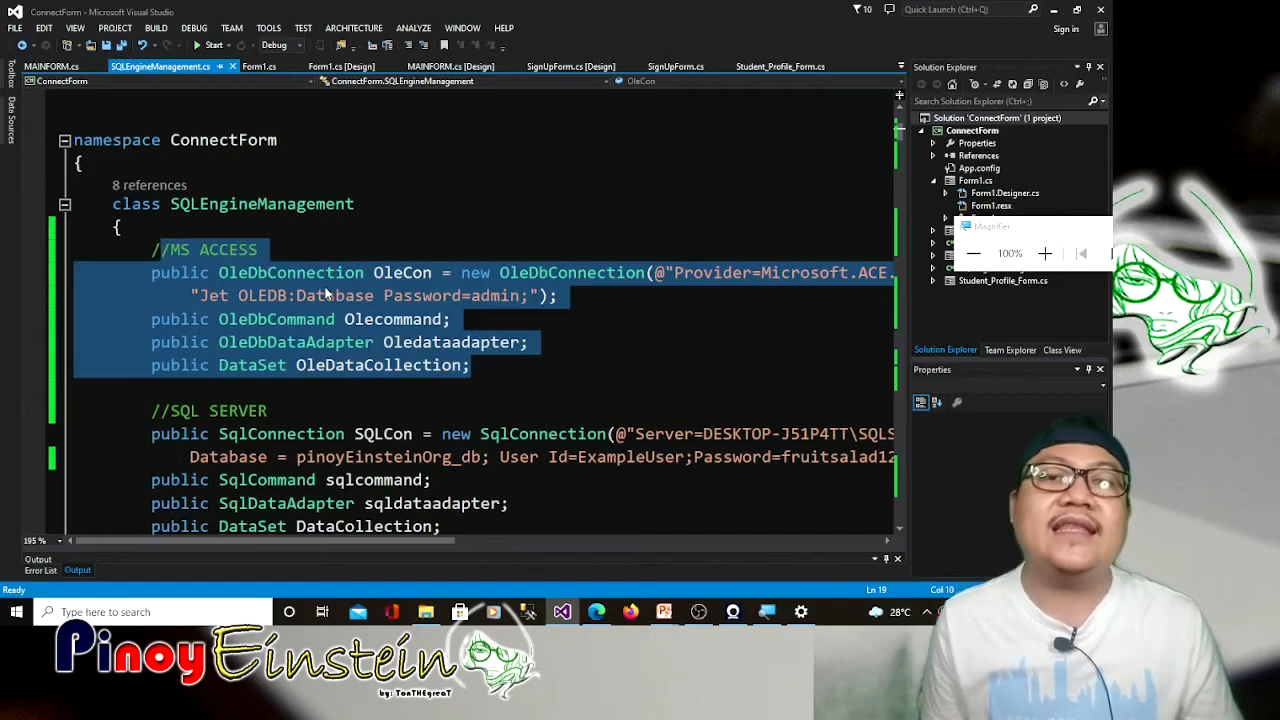 ConnectForm - Microsoft Visual Studio
10
Quick Launch (Ctrl+Q)
FILE EDIT VIEW PROJECT BUILD DEBUG TEAM TOOLS TEST ARCHITECTURE ANALYZE WINDOW HELP
Sign in
Start Debug
MAINFORM.cs SQLEngineManagement.cs Form1.cs Form1.cs [Design] MAINFORM.cs [Design] SignUpForm.cs [Design] SignUpForm.cs Student_Profile_Form.cs
ConnectForm ConnectForm.SQLEngineManagement OleCon
Toolbox
Data Sources
namespace ConnectForm
{
8 references
class SQLEngineManagement
{
//MS ACCESS
public OleDbConnection OleCon = new OleDbConnection(@"Provider=Microsoft.ACE.
"Jet OLEDB:Database Password=admin;");
public OleDbCommand Olecommand;
public OleDbDataAdapter Oledataadapter;
public DataSet OleDataCollection;
//SQL SERVER
public SqlConnection SQLCon = new SqlConnection(@"Server=DESKTOP-J51P4TT\SQLS
Database = pinoyEinsteinOrg_db; User Id=ExampleUser;Password=fruitsalad12
public SqlCommand sqlcommand;
public SqlDataAdapter sqldataadapter;
public DataSet DataCollection;
195 %
Solution Explorer
Search Solution Explorer (Ctrl+;)
Solution 'ConnectForm' (1 project)
ConnectForm
Properties
References
App.config
Form1.cs
Form1.Designer.cs
Form1.resx
Magnifier
100%
Student_Profile_Form.cs
Solution Explorer Team Explorer Class View
Properties
Output
Error List Output
Ready
Ln 19 Col 10
Type here to search
28°C
PinoyEinstein
by: TonTHEgreaT